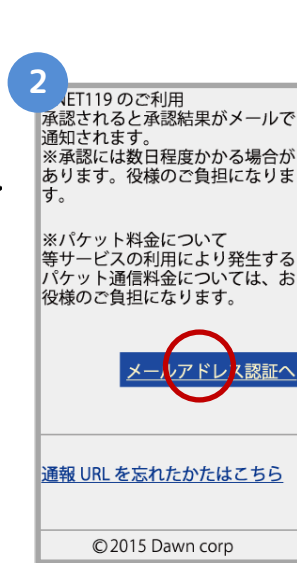 2
NET119 のご利用
承認されると承認結果がメールで
通知されます。
※承認には数日程度かかる場合が
あります。役様のご負担になりま
す。
※パケット料金について
等サービスの利用により発生する
パケット通信料金については、お
役様のご負担になります。
メールアドレス認証へ
通報 URL を忘れたかたはこちら
©2015 Dawn corp